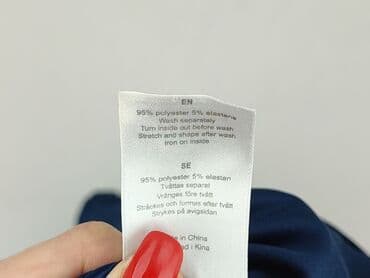 EN
95% polyester 5% elastane
Wash separately
Turn inside out before wash
Stretch and shape after wash
Iron on inside
SE
95% polyester 5% elasten
Tvättas separat
Vränges före tvätt
Sträckes och formas efter tvätt
Strykes på avigsidan
in China
i Kina